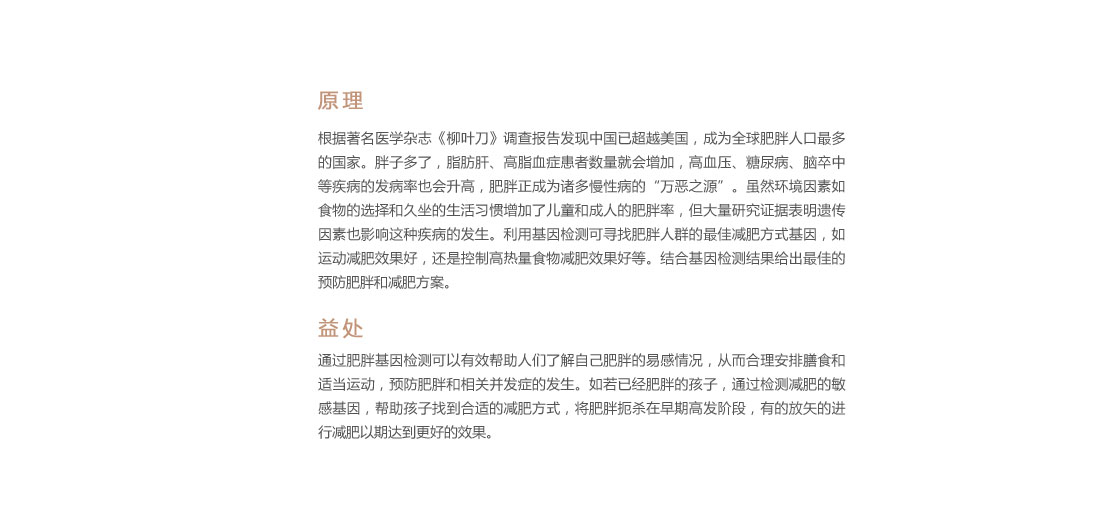 原理
根据著名医学杂志《柳叶刀》调查报告发现中国已超越美国，成为全球肥胖人口最多
的国家。胖子多了，脂肪肝、高脂血症患者数量就会增加，高血压、糖尿病、脑卒中
等疾病的发病率也会升高，肥胖正成为诸多慢性病的“万恶之源”。虽然环境因素如
食物的选择和久坐的生活习惯增加了儿童和成人的肥胖率，但大量研究证据表明遗传
因素也影响这种疾病的发生。利用基因检测可寻找肥胖人群的最佳减肥方式基因，如
运动减肥效果好，还是控制高热量食物减肥效果好等。结合基因检测结果给出最佳的
预防肥胖和减肥方案。
益处
通过肥胖基因检测可以有效帮助人们了解自己肥胖的易感情况，从而合理安排膳食和
适当运动，预防肥胖和相关并发症的发生。如若已经肥胖的孩子，通过检测减肥的敏
感基因，帮助孩子找到合适的减肥方式，将肥胖扼杀在早期高发阶段，有的放矢的进
行减肥以期达到更好的效果。